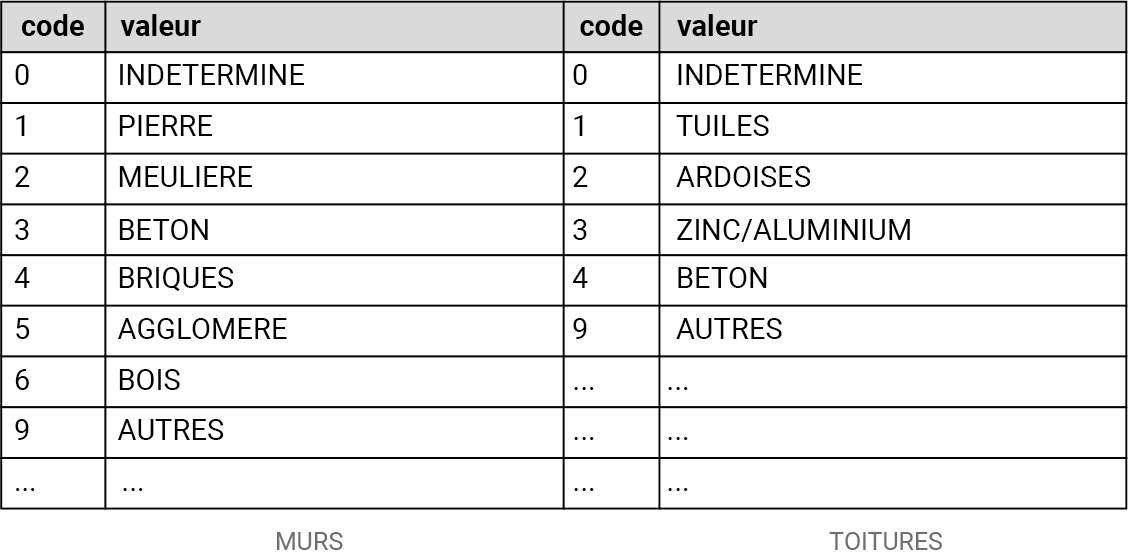 code valeur code valeur
0 INDETERMINE 0 INDETERMINE
1 PIERRE 1 TUILES
2 MEULIERE 2 ARDOISES
3 BETON 3 ZINC/ALUMINIUM
4 BRIQUES 4 BETON
5 AGGLOMERE 9 AUTRES
6 BOIS ... ...
9 AUTRES ... ...
... ... ... ...
MURS TOITURES